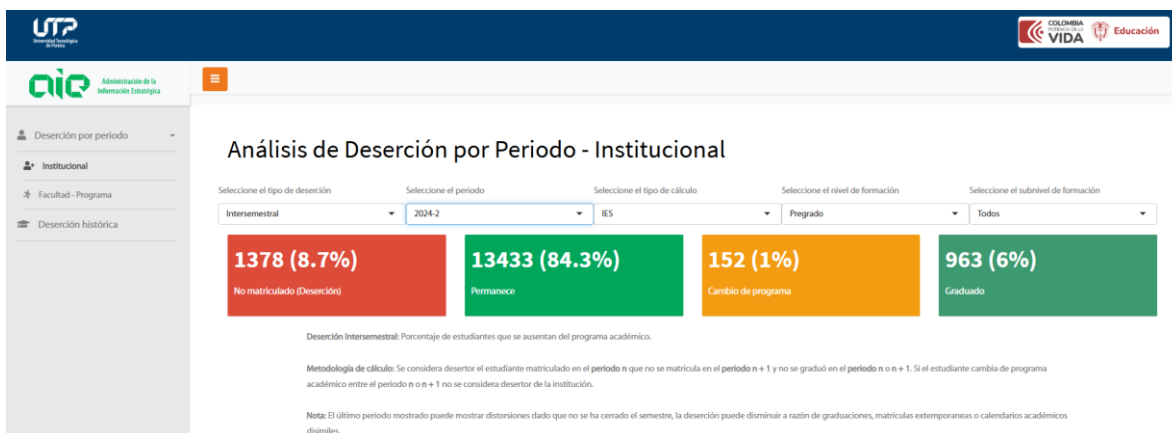 UTP
Universidad Tecnológica
de Pereira
COLOMBIA
POTENCIA DE LA
VIDA
Educación
aie
Administración de la
Información Estratégica
Deserción por periodo
Institucional
Facultad - Programa
Deserción histórica
Análisis de Deserción por Periodo - Institucional
Seleccione el tipo de deserción
Seleccione el periodo
Seleccione el tipo de cálculo
Seleccione el nivel de formación
Seleccione el subnivel de formación
Intersemestral
2024-2
IES
Pregrado
Todos
1378 (8.7%)
No matriculado (Deserción)
13433 (84.3%)
Permanece
152 (1%)
Cambio de programa
963 (6%)
Graduado
Deserción Intersemestral: Porcentaje de estudiantes que se ausentan del programa académico.
Metodología de cálculo: Se considera desertor el estudiante matriculado en el periodo n que no se matricula en el periodo n + 1 y no se graduó en el periodo n o n + 1. Si el estudiante cambia de programa
académico entre el periodo n o n + 1 no se considera desertor de la institución.
Nota: El último periodo mostrado puede mostrar distorsiones dado que no se ha cerrado el semestre, la deserción puede disminuir a razón de graduaciones, matrículas extemporaneas o calendarios académicos
disimiles.